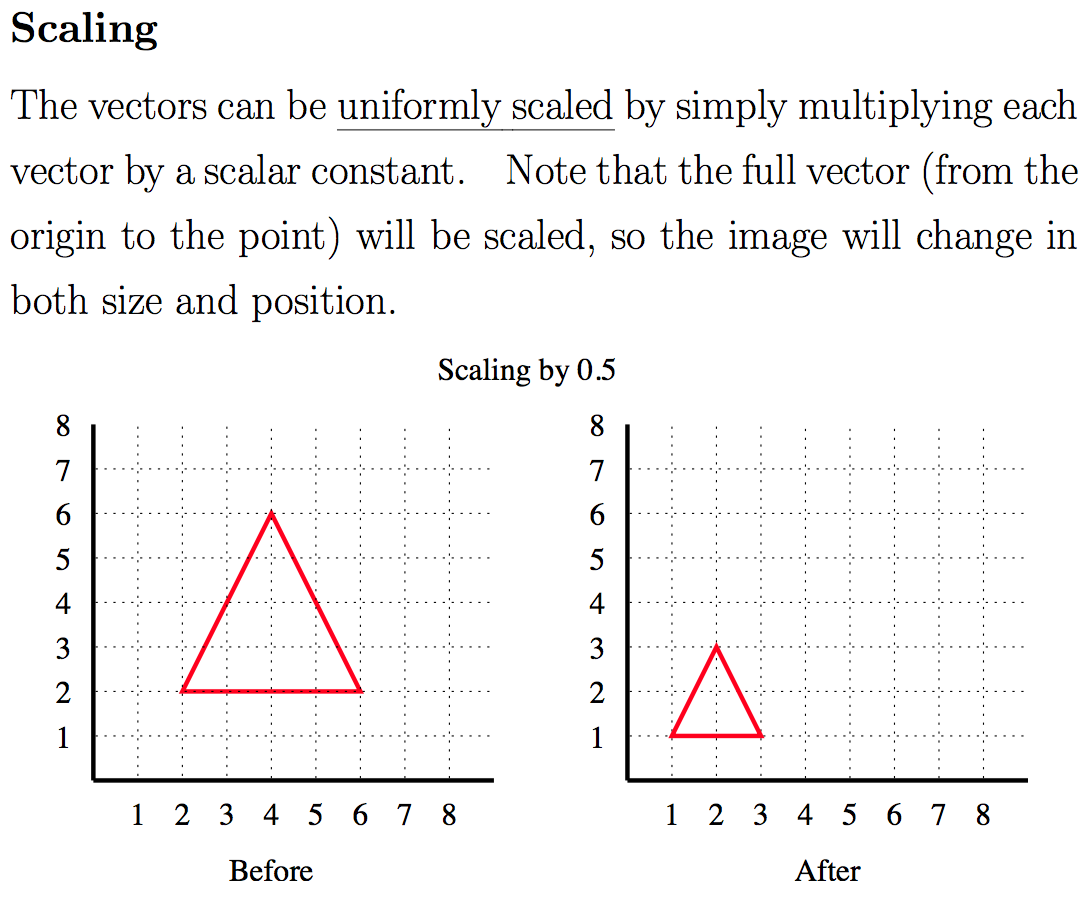 Scaling
The vectors can be uniformly scaled by simply multiplying each
vector by a scalar constant. Note that the full vector (from the
origin to the point) will be scaled, so the image will change in
both size and position.
Scaling by 0.5
8
7
6
5
4
3
2
1
1 2 3 4 5 6 7 8
Before
8
7
6
5
4
3
2
1
1 2 3 4 5 6 7 8
After